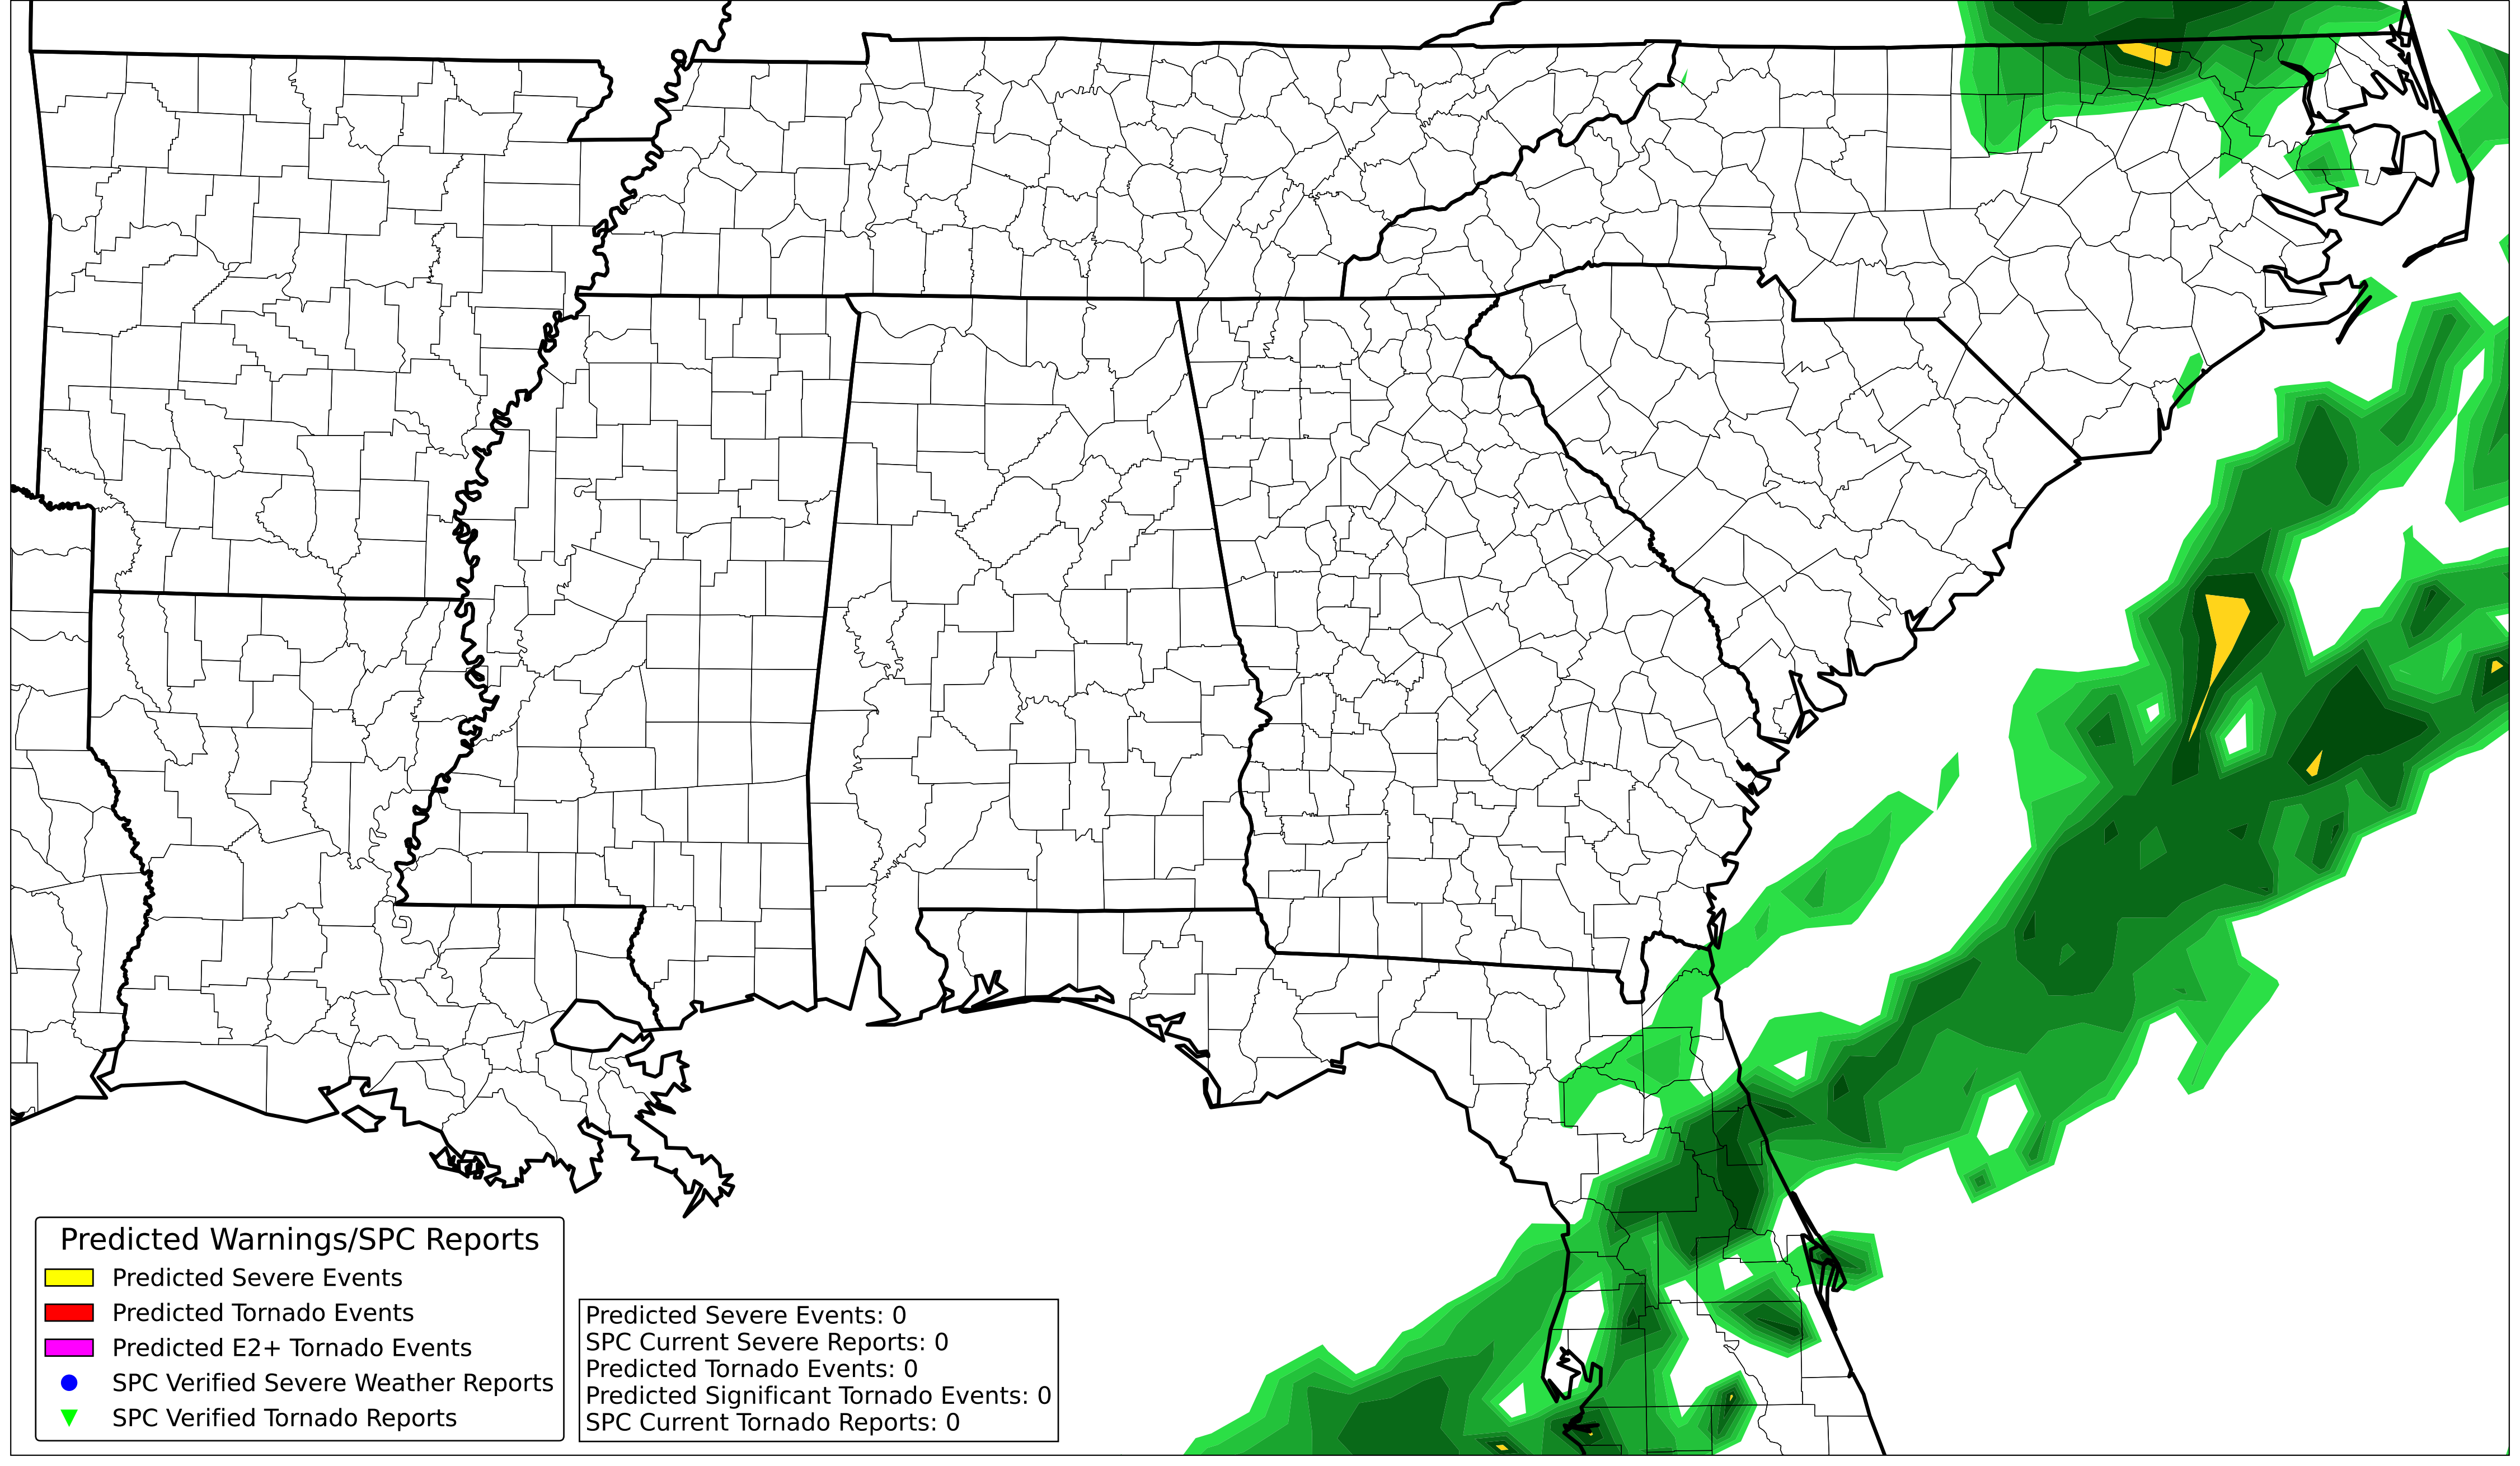 Predicted Warnings/SPC Reports
Predicted Severe Events
Predicted Tornado Events
Predicted E2+ Tornado Events
SPC Verified Severe Weather Reports
SPC Verified Tornado Reports
Predicted Severe Events: 0
SPC Current Severe Reports: 0
Predicted Tornado Events: 0
Predicted Significant Tornado Events: 0
SPC Current Tornado Reports: 0